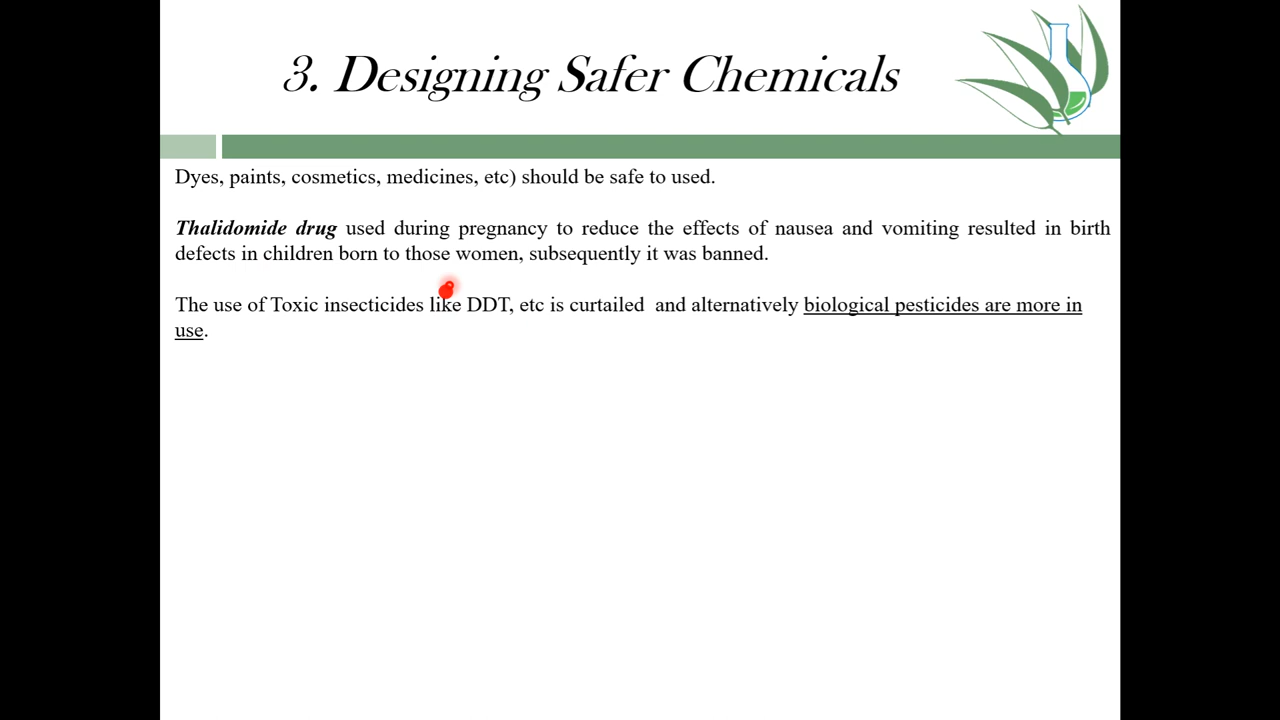 3. Designing Safer Chemicals
Dyes, paints, cosmetics, medicines, etc) should be safe to used.
Thalidomide drug used during pregnancy to reduce the effects of nausea and vomiting resulted in birth
defects in children born to those women, subsequently it was banned.
The use of Toxic insecticides like DDT, etc is curtailed  and alternatively biological pesticides are more in
use.